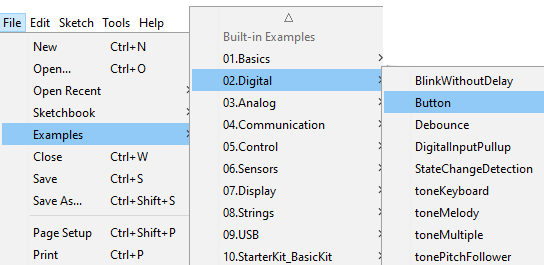 File Edit Sketch Tools Help
New Ctrl+N
Open... Ctrl+O
Open Recent
Sketchbook
Examples
Close Ctrl+W
Save Ctrl+S
Save As... Ctrl+Shift+S
Page Setup Ctrl+Shift+P
Print Ctrl+P
Built-in Examples
01.Basics
02.Digital
03.Analog
04.Communication
05.Control
06.Sensors
07.Display
08.Strings
09.USB
10.StarterKit_BasicKit
BlinkWithoutDelay
Button
Debounce
DigitalInputPullup
StateChangeDetection
toneKeyboard
toneMelody
toneMultiple
tonePitchFollower